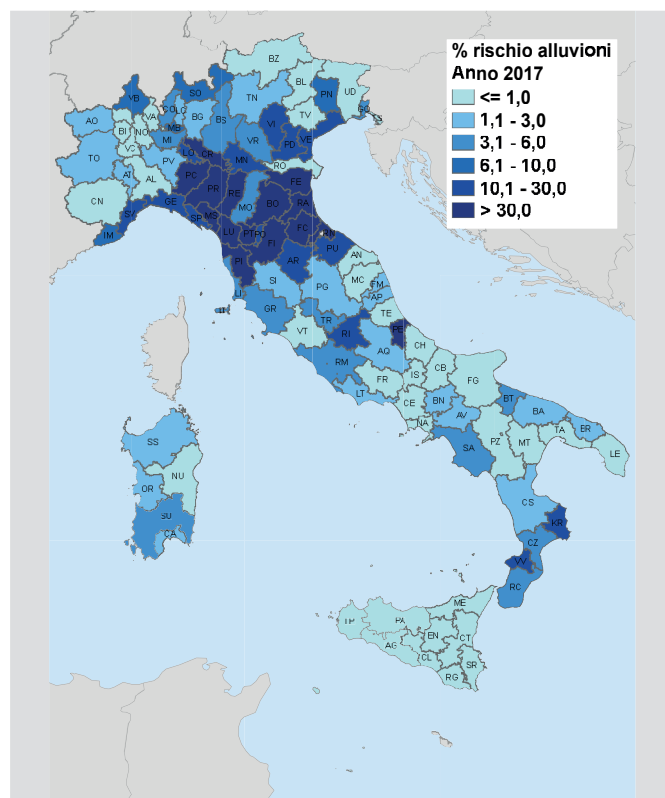 % rischio alluvioni
Anno 2017
<= 1,0
1,1 - 3,0
3,1 - 6,0
6,1 - 10,0
10,1 - 30,0
> 30,0
BZ
BL
UD
SO
VB
TN
PN
AO
VA
CO
LC
BG
BS
TV
GO
TS
BI
NO
MB
MI
VI
VE
VR
PD
TO
VC
PV
LO
CR
MN
RO
AT
AL
PC
PR
RE
FE
CN
MO
BO
RA
GE
SV
SP
MS
FC
RN
IM
LU
PT
PO
FI
PU
PI
AR
AN
MC
SI
FM
AP
LI
GR
PG
LI
TR
TE
VT
RI
PE
AQ
CH
RM
FR
IS
CB
FG
LT
CE
BN
BT
BA
NA
AV
SS
SA
PZ
MT
TA
BR
LE
NU
OR
CS
SU
KR
CA
CZ
VV
RC
ME
TP
PA
EN
CT
AG
CL
SR
RG